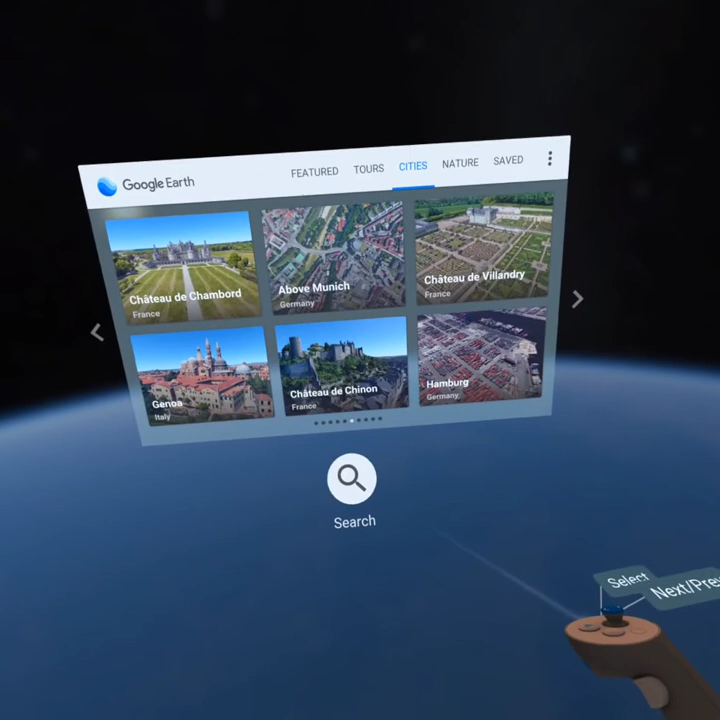 Google Earth
FEATURED TOURS CITIES NATURE SAVED
Château de Chambord
France
Above Munich
Germany
Château de Villandry
France
Genoa
Italy
Château de Chinon
France
Hamburg
Germany
Search
Select
Next/Prev